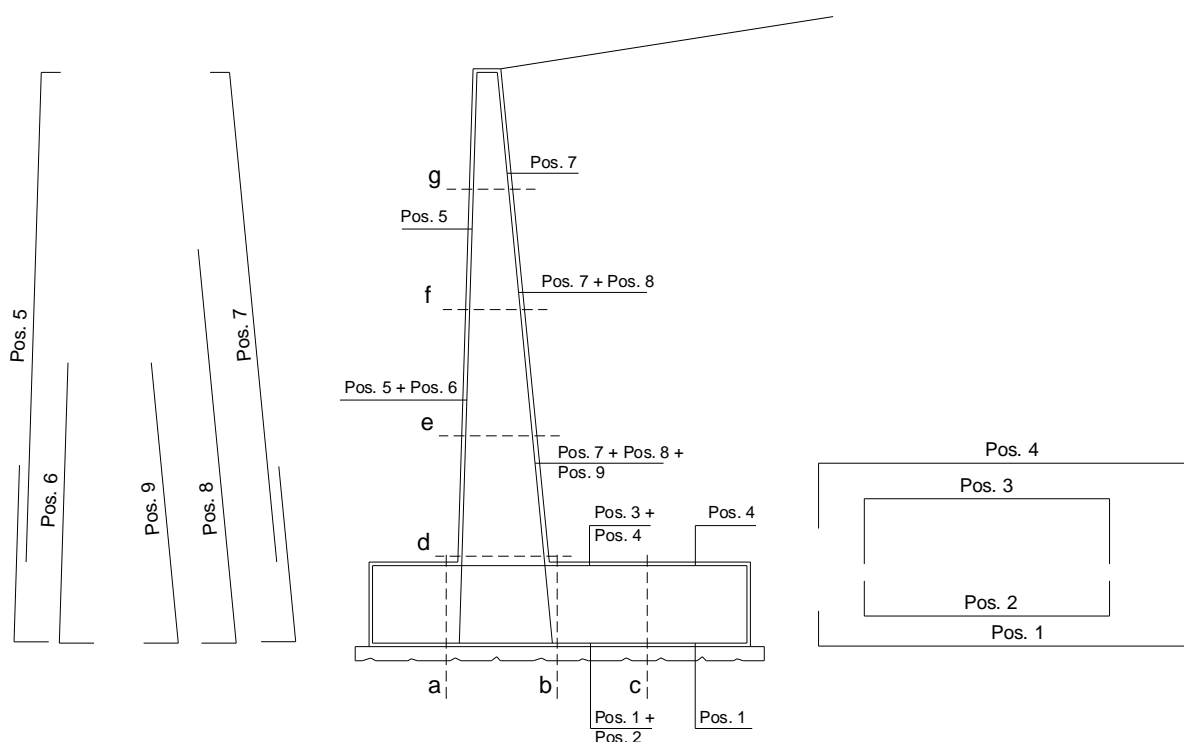 Pos. 7
g
Pos. 5
Pos. 7 + Pos. 8
f
Pos. 5
Pos. 7
Pos. 5 + Pos. 6
e
Pos. 7 + Pos. 8 +
Pos. 9
Pos. 4
Pos. 3
Pos. 6
Pos. 9
Pos. 8
Pos. 3 +
Pos. 4
Pos. 4
d
Pos. 2
Pos. 1
a
b
c
Pos. 1 +
Pos. 2
Pos. 1